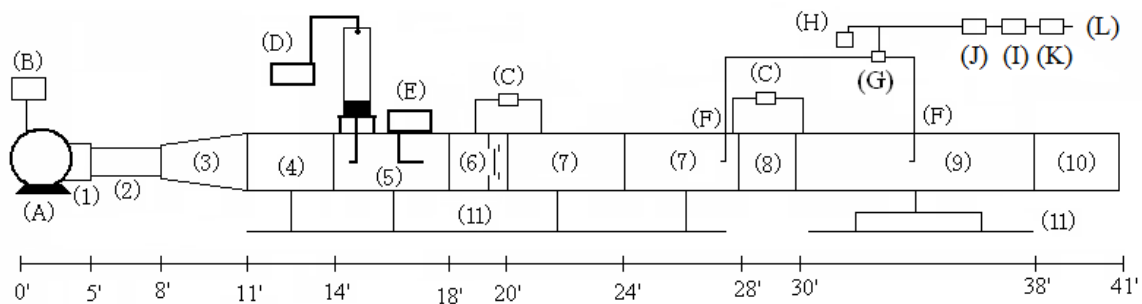 (H) (L)
(D) (J) (I) (K)
(B) (E) (C) (G) (C)
(F) (F)
(3) (4) (5) (6) (7) (7) (8) (9) (10)
(1) (2)
(A) (11) (11)
0' 5' 8' 11' 14' 18' 20' 24' 28' 30' 38' 41'